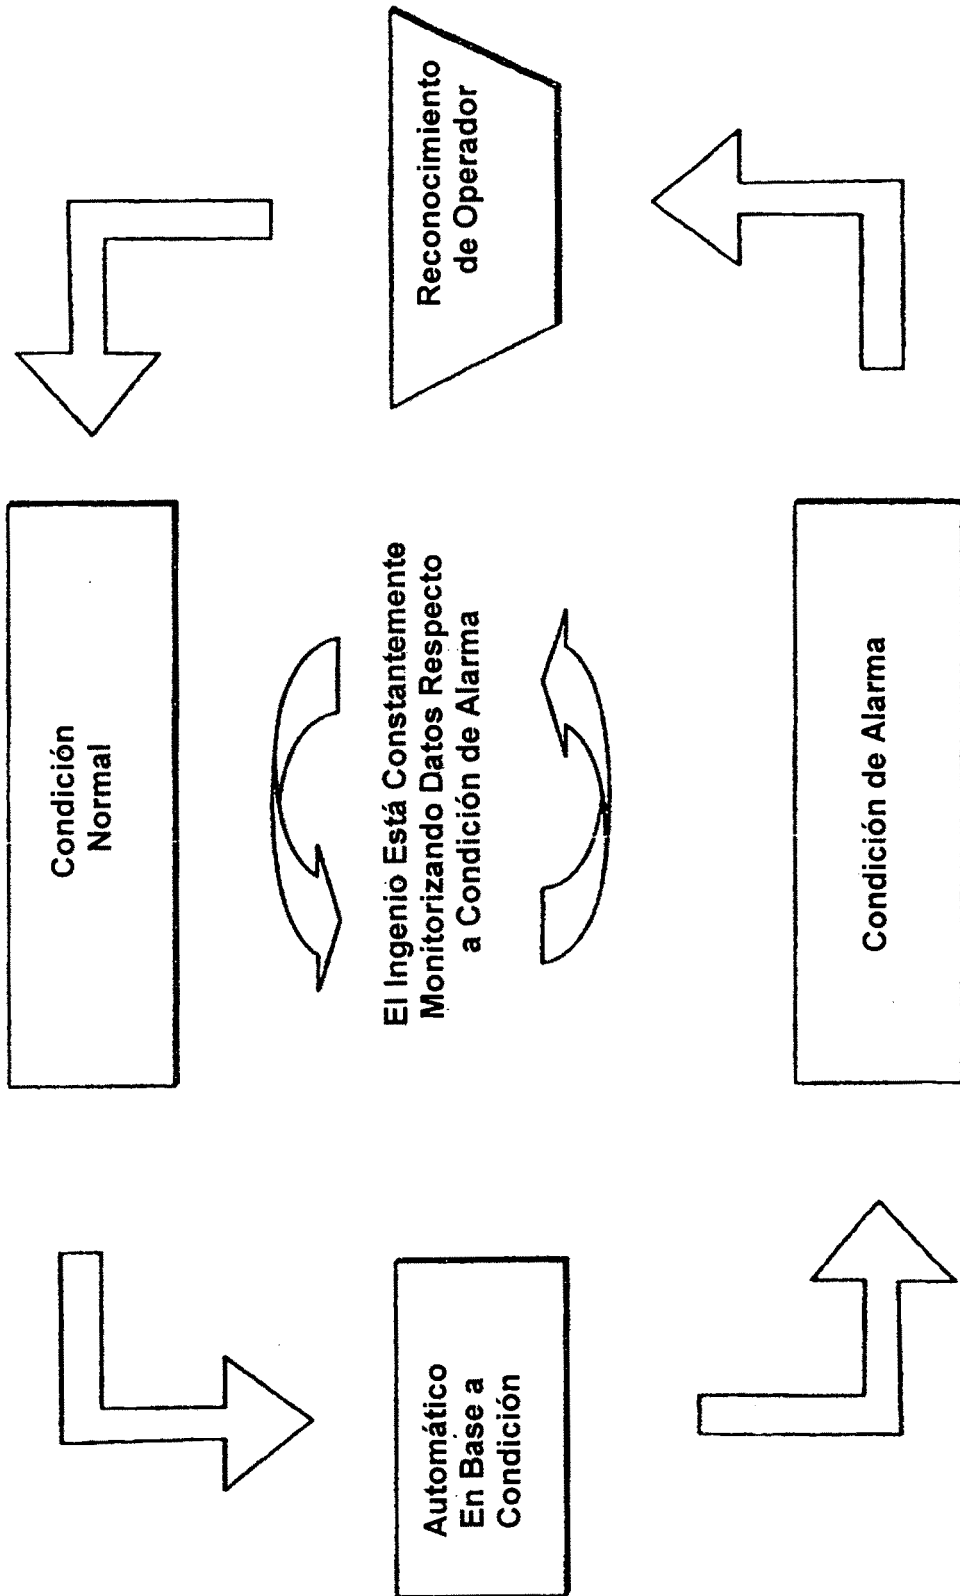 Condición
Normal
Reconocimiento
de Operador
El Ingenio Está Constantemente
Monitorizando Datos Respecto
a Condición de Alarma
Automático
En Base a
Condición
Condición de Alarma